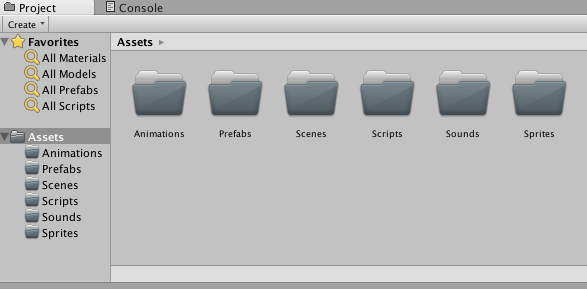 Project
Console
Create
Favorites
All Materials
All Models
All Prefabs
All Scripts
Assets
Animations
Prefabs
Scenes
Scripts
Sounds
Sprites
Assets
Animations
Prefabs
Scenes
Scripts
Sounds
Sprites